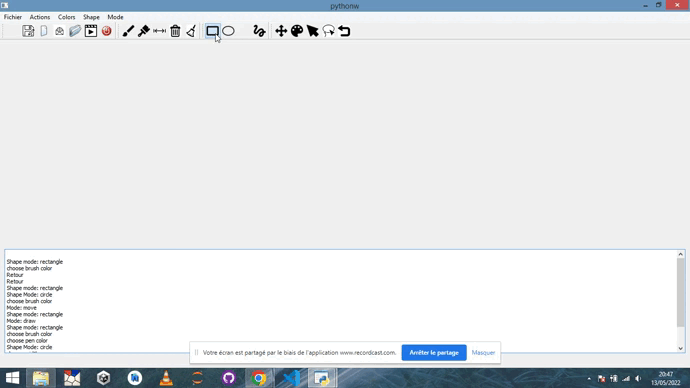 pythonw
Fichier Actions Colors Shape Mode
Shape mode: rectangle
choose brush color
Retour
Retour
Shape mode: rectangle
Shape Mode: circle
choose brush color
Mode: move
Shape mode: rectangle
Mode: draw
Shape mode: rectangle
choose brush color
choose pen color
Shape Mode: circle
Votre écran est partagé par le biais de l'application www.recordcast.com. Arrêter le partage Masquer
20:47
13/05/2022